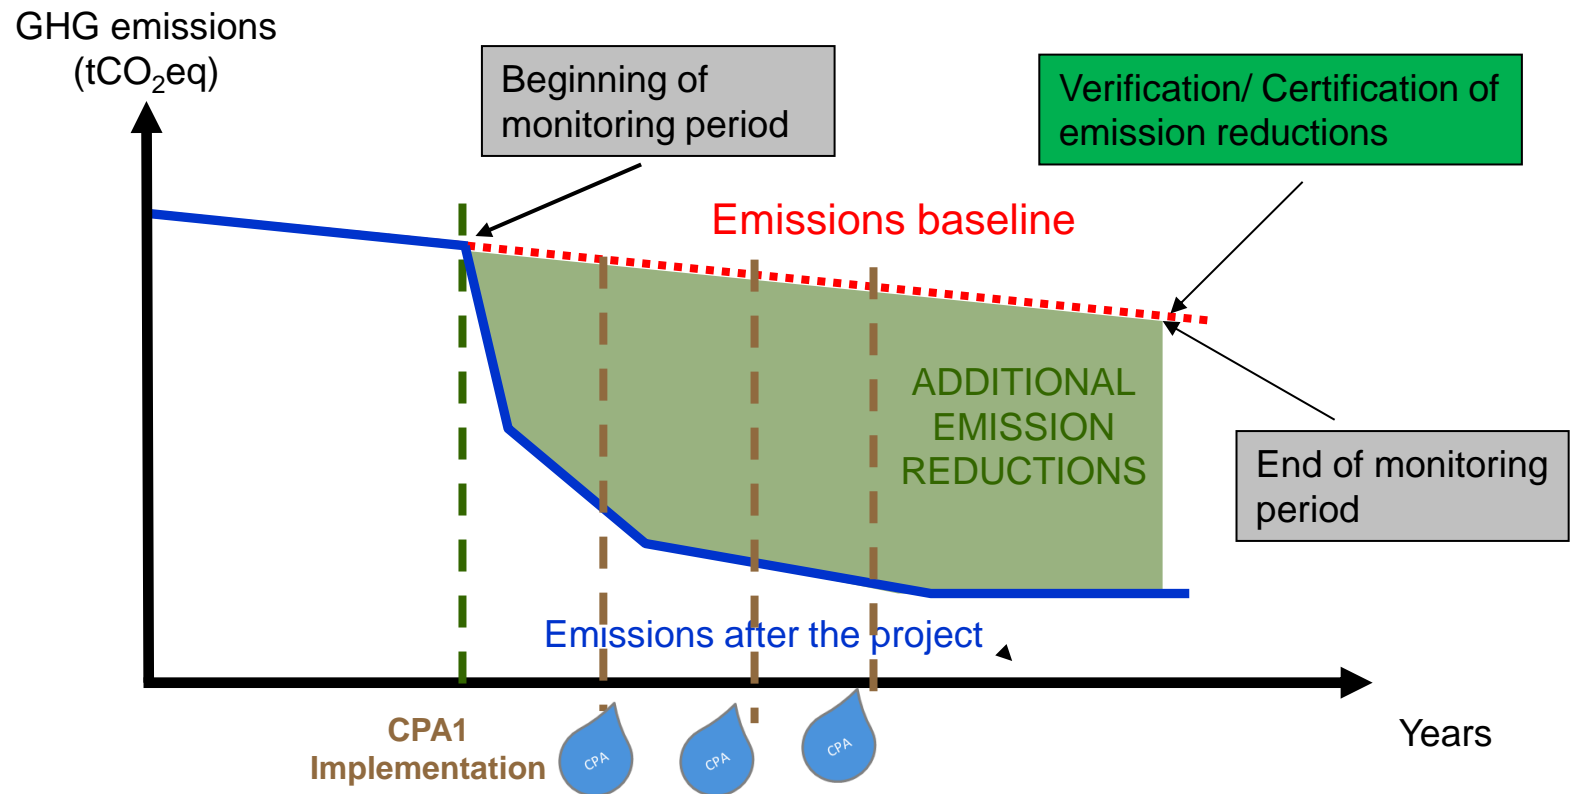 GHG emissions
(tCO₂eq)
Beginning of
monitoring period
Verification/ Certification of
emission reductions
Emissions baseline
ADDITIONAL
EMISSION
REDUCTIONS
End of monitoring
period
Emissions after the project
CPA1
Implementation
CPA
CPA
CPA
Years